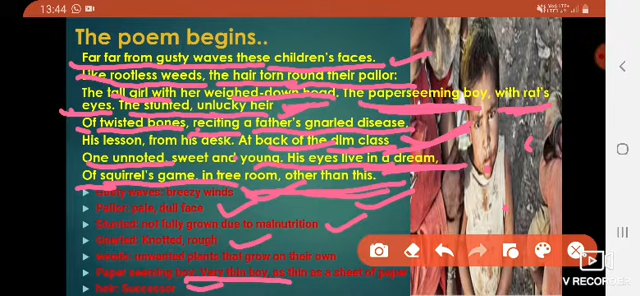 13:44
The poem begins..
Far far from gusty waves these children's faces.
Like rootless weeds, the hair torn round their pallor:
The tall girl with her weighed-down head. The paperseeming boy, with rat's
eyes. The stunted, unlucky heir
Of twisted bones, reciting a father's gnarled disease,
His lesson, from his desk. At back of the dim class
One unnoted, sweet and young. His eyes live in a dream,
Of squirrel's game, in tree room, other than this.
Gusty waves: breezy winds
Pallor: pale, dull face
Stunted: not fully grown due to malnutrition
Gnarled: Knotted, rough
weeds: unwanted plants that grow on their own
Paper seeming boy: Very thin boy, as thin as a sheet of paper
heir: Successor
V RECORDER